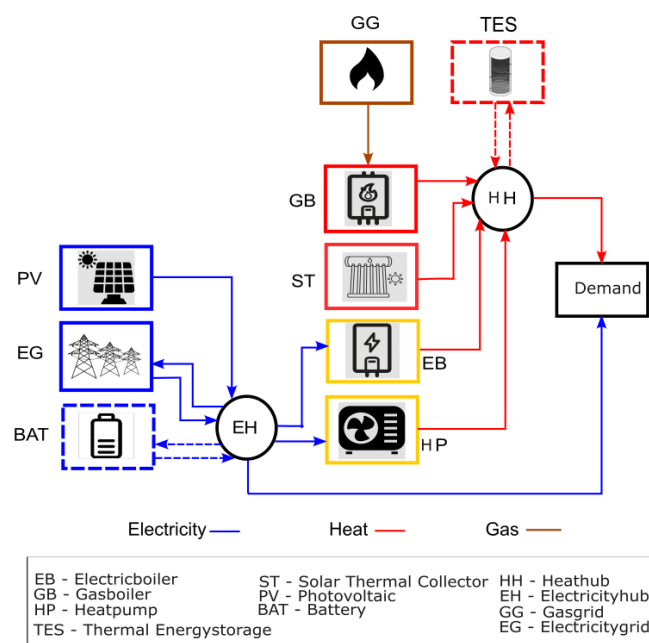 GG
TES
GB
HH
PV
ST
Demand
EG
EB
EH
BAT
HP
Electricity
Heat
Gas
EB - Electricboiler
GB - Gasboiler
HP - Heatpump
TES - Thermal Energystorage
ST - Solar Thermal Collector
PV - Photovoltaic
BAT - Battery
HH - Heathub
EH - Electricityhub
GG - Gasgrid
EG - Electricitygrid